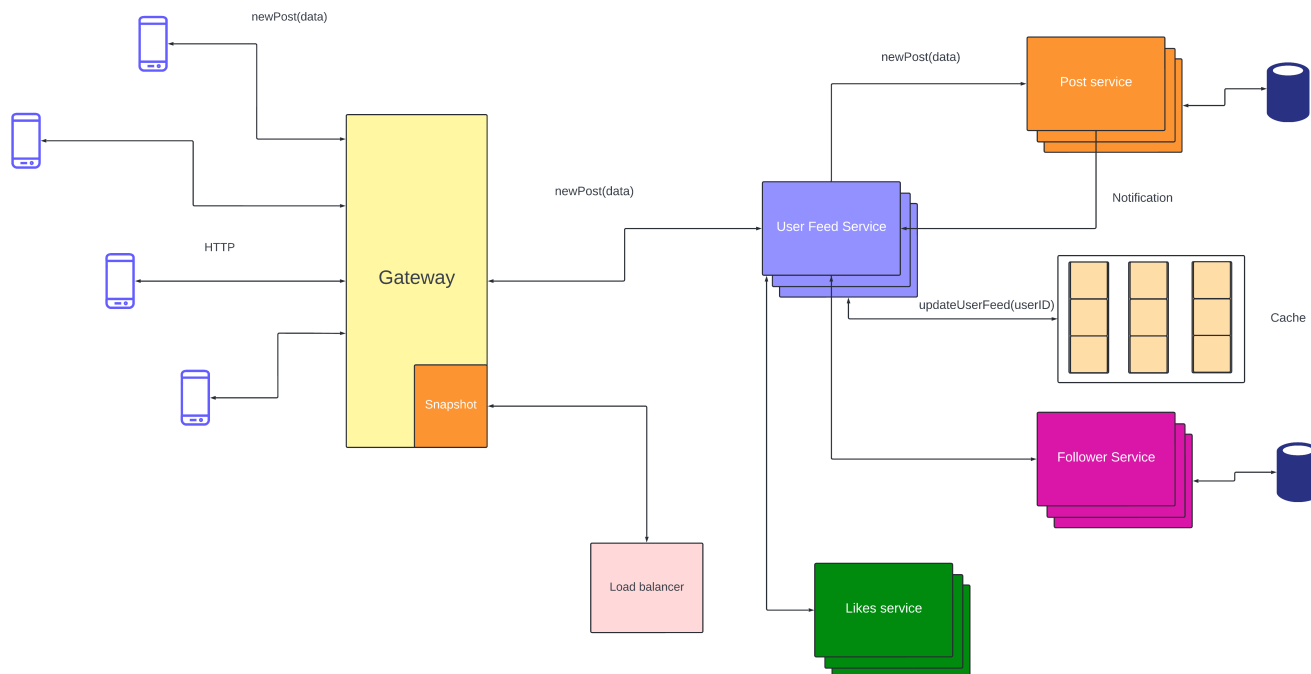 newPost(data)
newPost(data)
Post service
newPost(data)
Notification
User Feed Service
HTTP
Gateway
updateUserFeed(userID)
Cache
Snapshot
Follower Service
Load balancer
Likes service